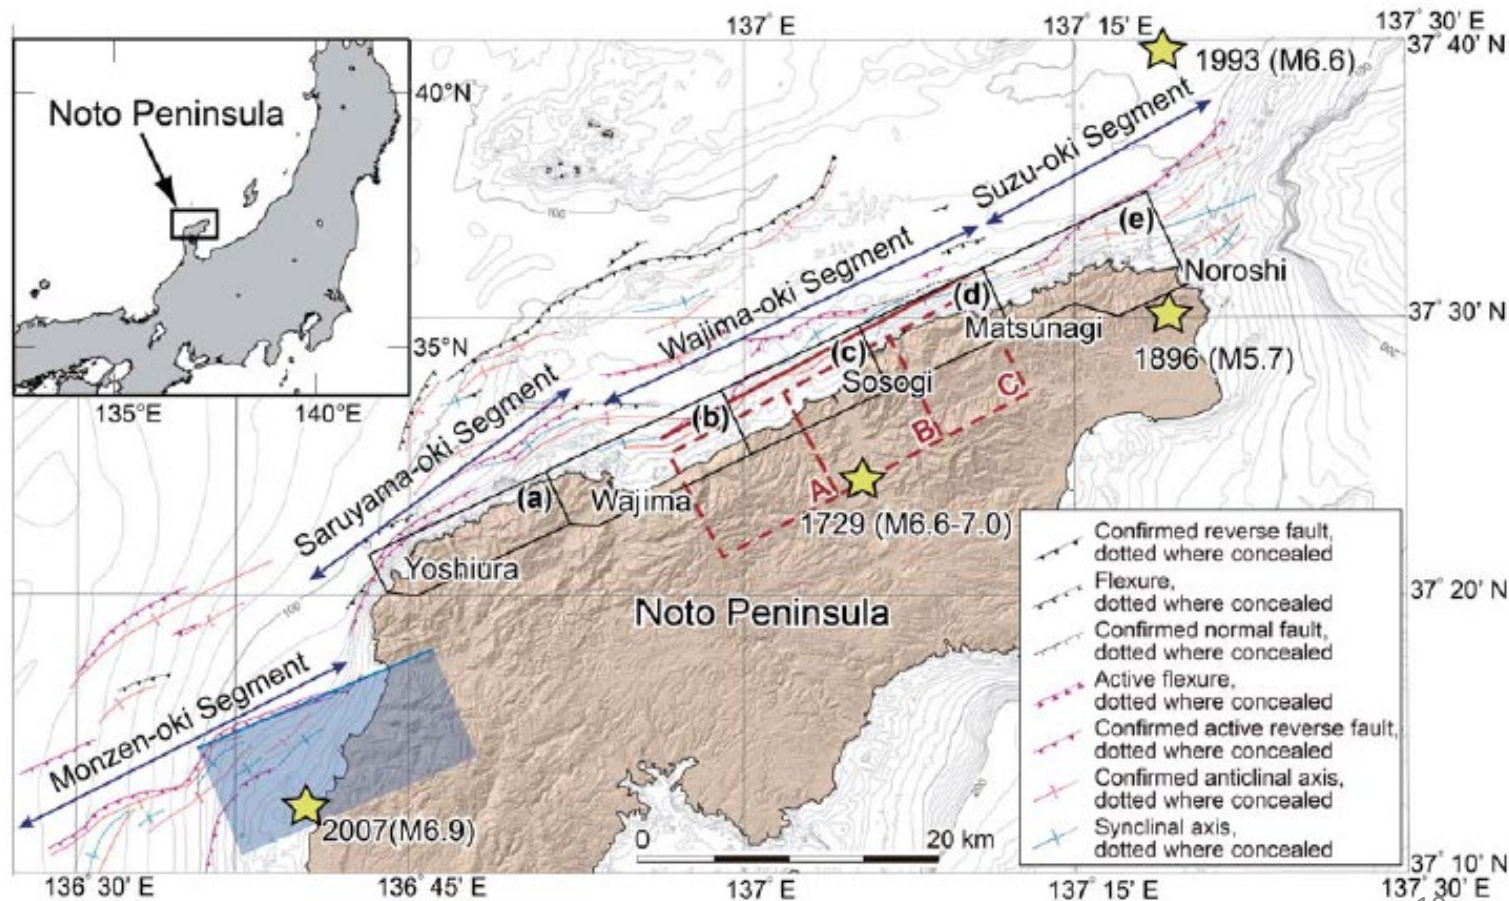 137° E
137° 15' E
137° 30' E
37° 40' N
1993 (M6.6)
40°N
Noto Peninsula
35°N
135°E
140°E
100
Suzu-oki Segment
Wajima-oki Segment
Saruyama-oki Segment
Monzen-oki Segment
(e)
Noroshi
(d)
Matsunagi
37° 30' N
1896 (M5.7)
(c)
Sosogi
C
(b)
B
(a)
Wajima
A
1729 (M6.6-7.0)
Yoshiura
100
Noto Peninsula
37° 20' N
2007(M6.9)
0
20 km
Confirmed reverse fault,
dotted where concealed
Flexure,
dotted where concealed
Confirmed normal fault,
dotted where concealed
Active flexure,
dotted where concealed
Confirmed active reverse fault,
dotted where concealed
Confirmed anticlinal axis,
dotted where concealed
Synclinal axis,
dotted where concealed
37° 10' N
136° 30' E
136° 45' E
137° E
137° 15' E
137° 30' E